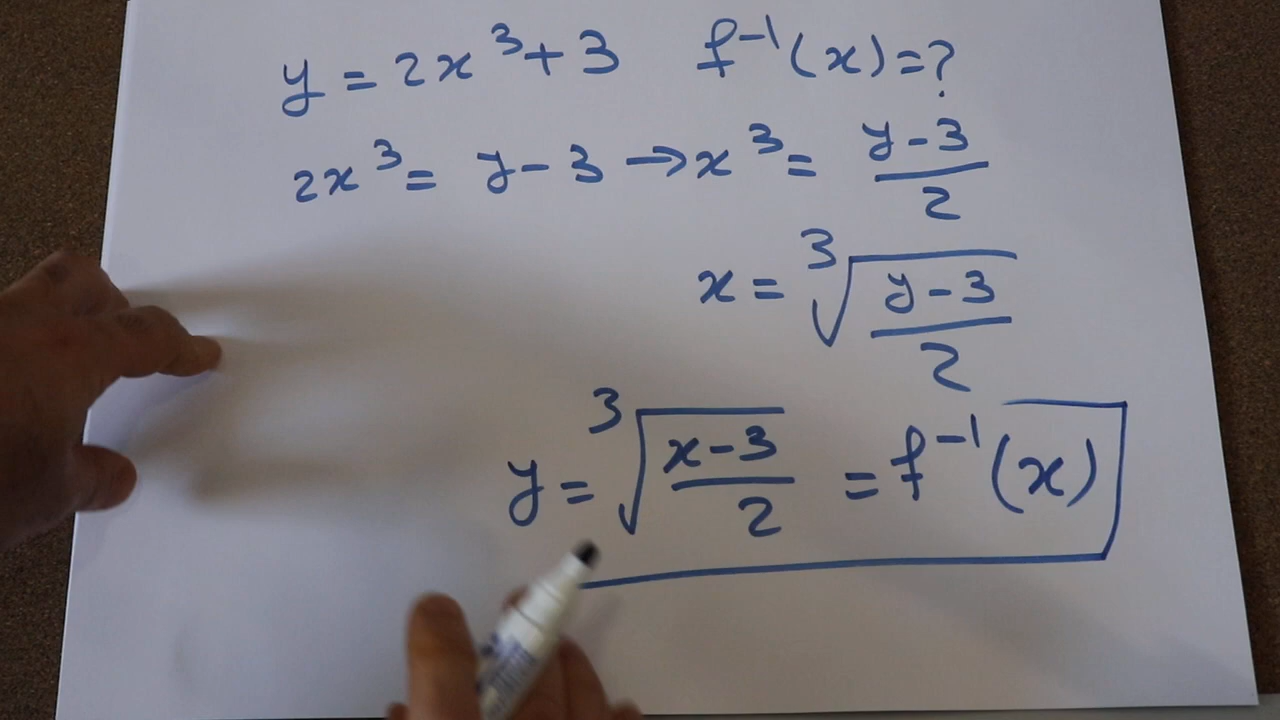 y = 2x³+3 f⁻¹(x)=?
2x³= y-3 → x³= (y-3)/2
x = ∛((y-3)/2)
y = ∛((x-3)/2) = f⁻¹(x)